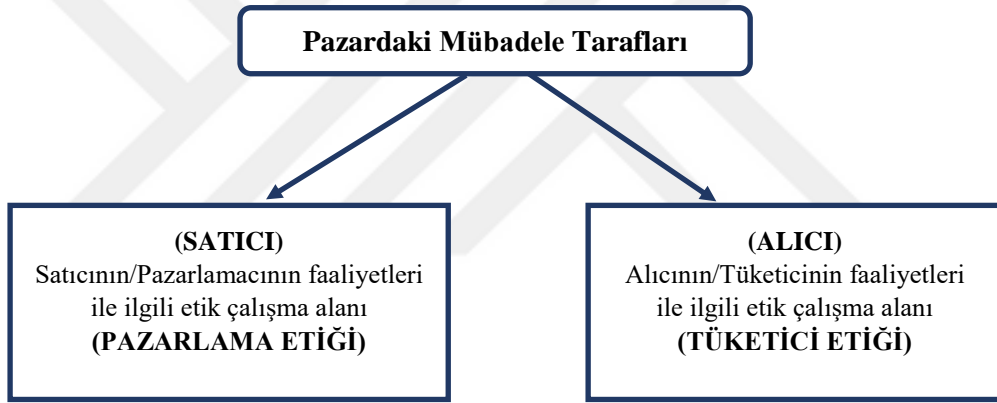 Pazardaki Mübadele Tarafları
(SATICI)
Satıcının/Pazarlamacının faaliyetleri
ile ilgili etik çalışma alanı
(PAZARLAMA ETİĞİ)
(ALICI)
Alıcının/Tüketicinin faaliyetleri
ile ilgili etik çalışma alanı
(TÜKETİCİ ETİĞİ)